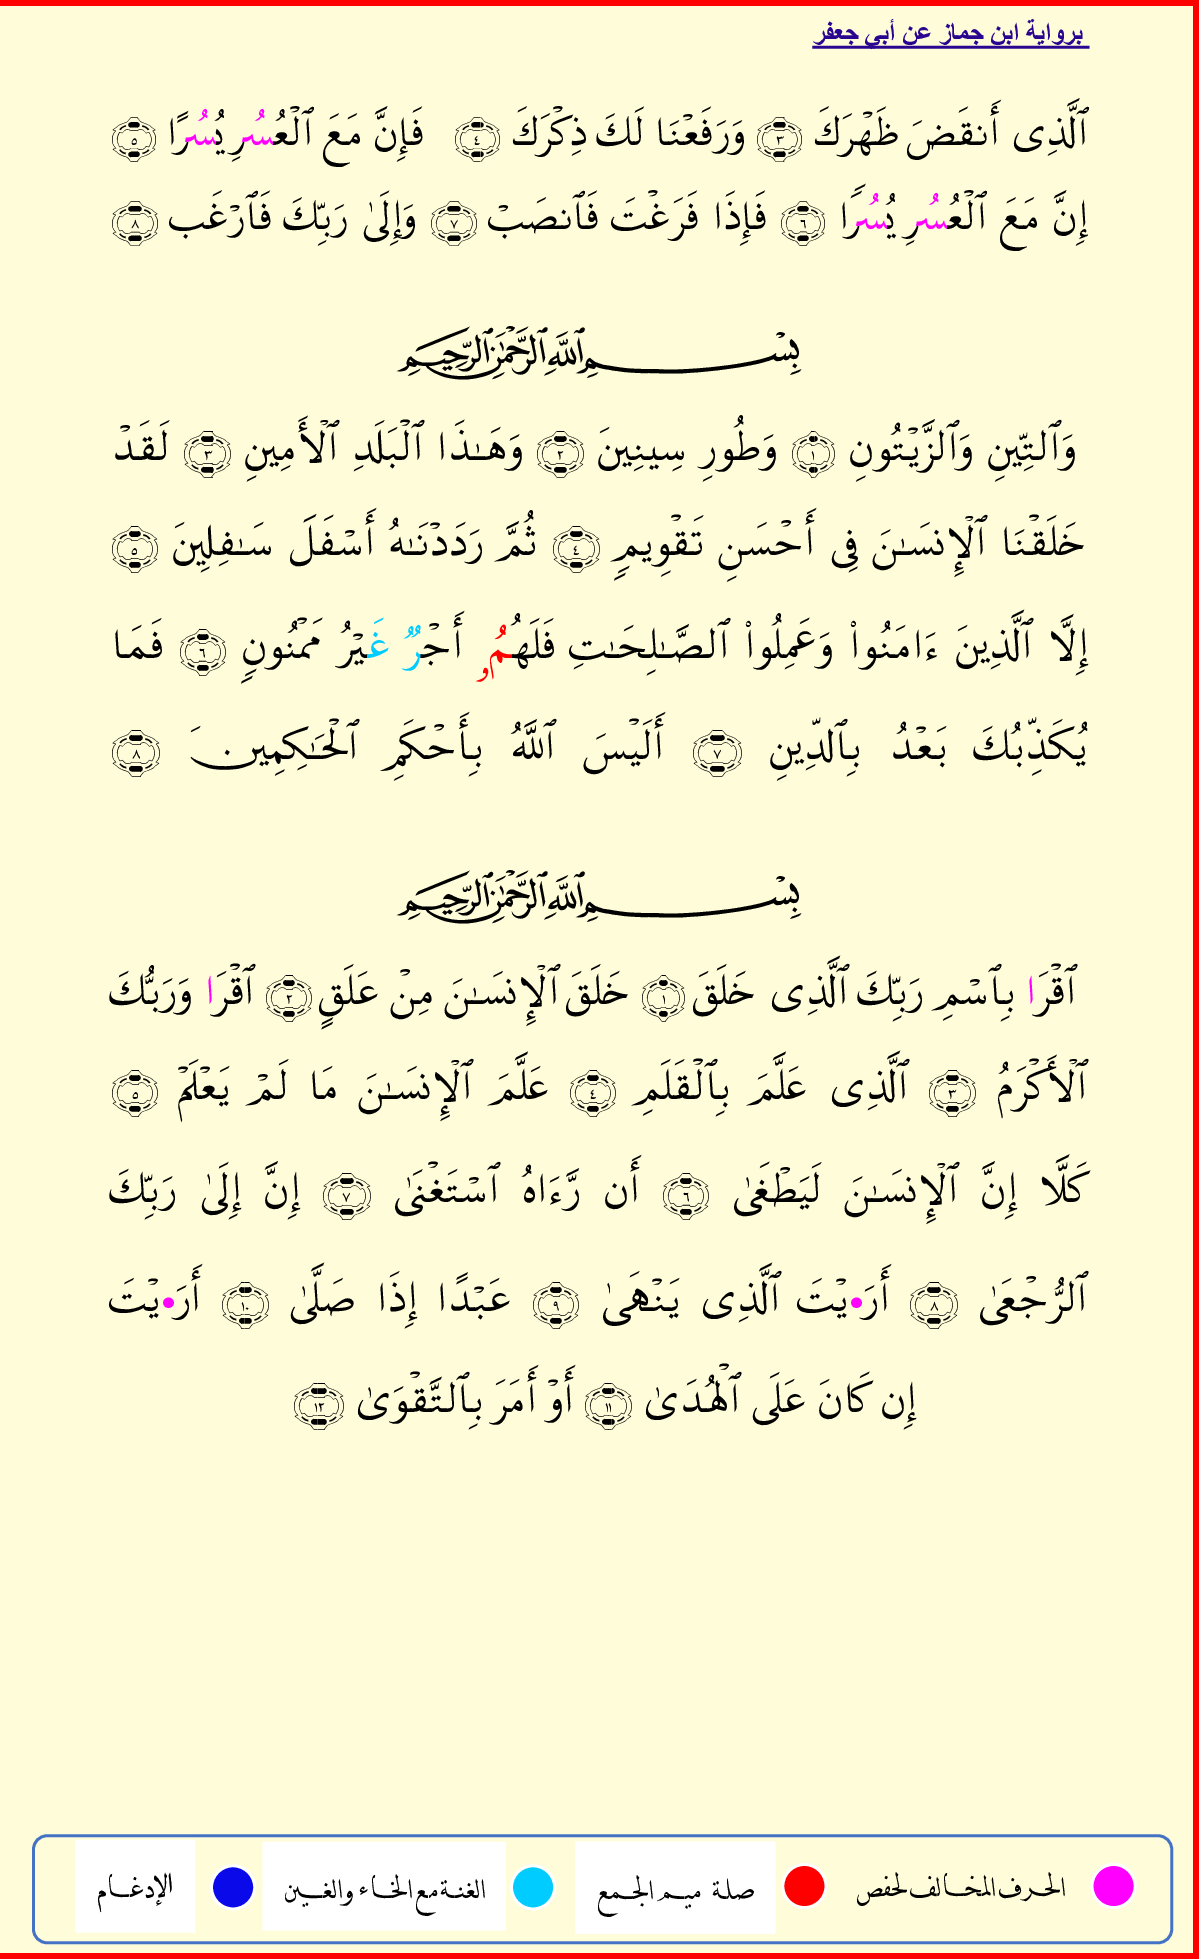 برواية ابن جماز عن أبي جعفر
ٱلَّذِى أَنقَضَ ظَهْرَكَ ٣ وَرَفَعْنَا لَكَ ذِكْرَكَ ٤ فَإِنَّ مَعَ ٱلْعُسُرِ يُسُرًا ٥
إِنَّ مَعَ ٱلْعُسُرِ يُسُرًا ٦ فَإِذَا فَرَغْتَ فَٱنصَبْ ٧ وَإِلَىٰ رَبِّكَ فَٱرْغَب ٨
بِسْمِ ٱللَّهِ ٱلرَّحْمَٰنِ ٱلرَّحِيمِ
وَٱلتِّينِ وَٱلزَّيْتُونِ ١ وَطُورِ سِينِينَ ٢ وَهَـٰذَا ٱلْبَلَدِ ٱلْأَمِينِ ٣ لَقَدْ
خَلَقْنَا ٱلْإِنسَـٰنَ فِى أَحْسَنِ تَقْوِيمٍ ٤ ثُمَّ رَدَدْنَـٰهُ أَسْفَلَ سَـٰفِلِينَ ٥
إِلَّا ٱلَّذِينَ ءَامَنُوا۟ وَعَمِلُوا۟ ٱلصَّـٰلِحَـٰتِ فَلَهُمُۥ أَجْرٌ غَيْرُ مَمْنُونٍ ٦ فَمَا
يُكَذِّبُكَ بَعْدُ بِٱلدِّينِ ٧ أَلَيْسَ ٱللَّهُ بِأَحْكَمِ ٱلْحَـٰكِمِينَ ٨
بِسْمِ ٱللَّهِ ٱلرَّحْمَٰنِ ٱلرَّحِيمِ
ٱقْرَا بِٱسْمِ رَبِّكَ ٱلَّذِى خَلَقَ ١ خَلَقَ ٱلْإِنسَـٰنَ مِنْ عَلَقٍ ٢ ٱقْرَا وَرَبُّكَ
ٱلْأَكْرَمُ ٣ ٱلَّذِى عَلَّمَ بِٱلْقَلَمِ ٤ عَلَّمَ ٱلْإِنسَـٰنَ مَا لَمْ يَعْلَمْ ٥
كَلَّا إِنَّ ٱلْإِنسَـٰنَ لَيَطْغَىٰ ٦ أَن رَّءَاهُ ٱسْتَغْنَىٰ ٧ إِنَّ إِلَىٰ رَبِّكَ
ٱلرُّجْعَىٰ ٨ أَرَ•يْتَ ٱلَّذِى يَنْهَىٰ ٩ عَبْدًا إِذَا صَلَّىٰ ١٠ أَرَ•يْتَ
إِن كَانَ عَلَى ٱلْهُدَىٰ ١١ أَوْ أَمَرَ بِٱلتَّقْوَىٰ ١٢
الحرف المخالف لحفص صلة ميم الجمع الغنة مع الخاء والغين الإدغام